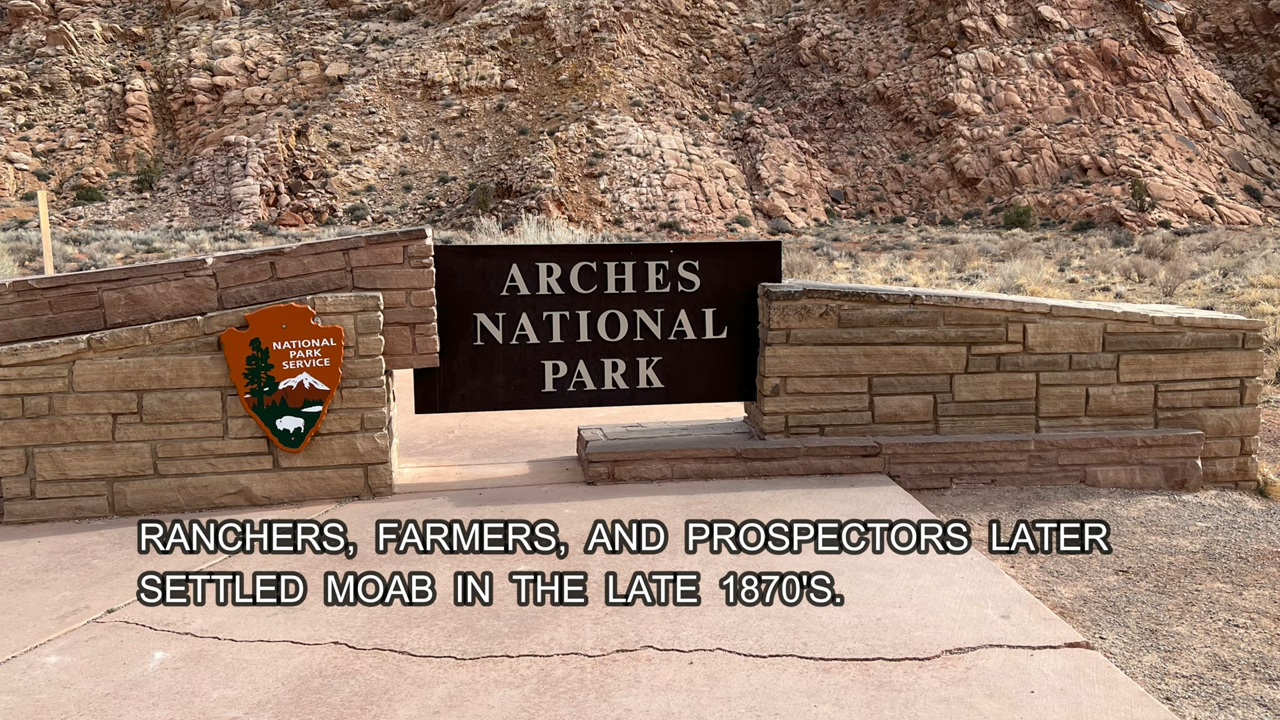 ARCHES
NATIONAL
PARK
NATIONAL
PARK
SERVICE
RANCHERS, FARMERS, AND PROSPECTORS LATER
SETTLED MOAB IN THE LATE 1870'S.